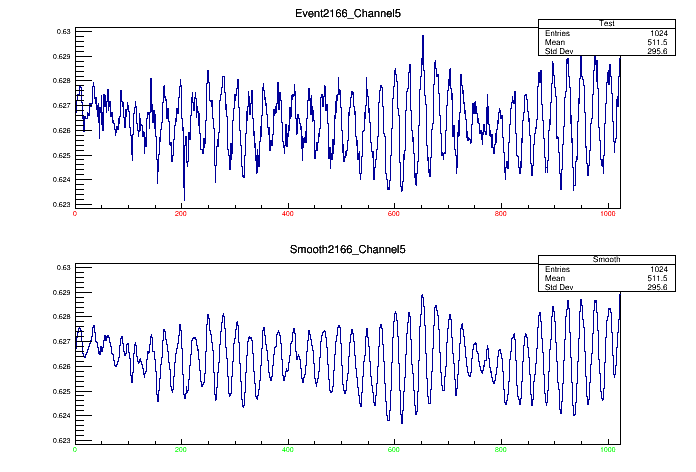 Event2166_Channel5
Test
Entries 1024
Mean 511.5
Std Dev 295.6
0.63
0.629
0.628
0.627
0.626
0.625
0.624
0.623
0 200 400 600 800 1000
Smooth2166_Channel5
Smooth
Entries 1024
Mean 511.5
Std Dev 295.6
0.63
0.629
0.628
0.627
0.626
0.625
0.624
0.623
0 200 400 600 800 1000